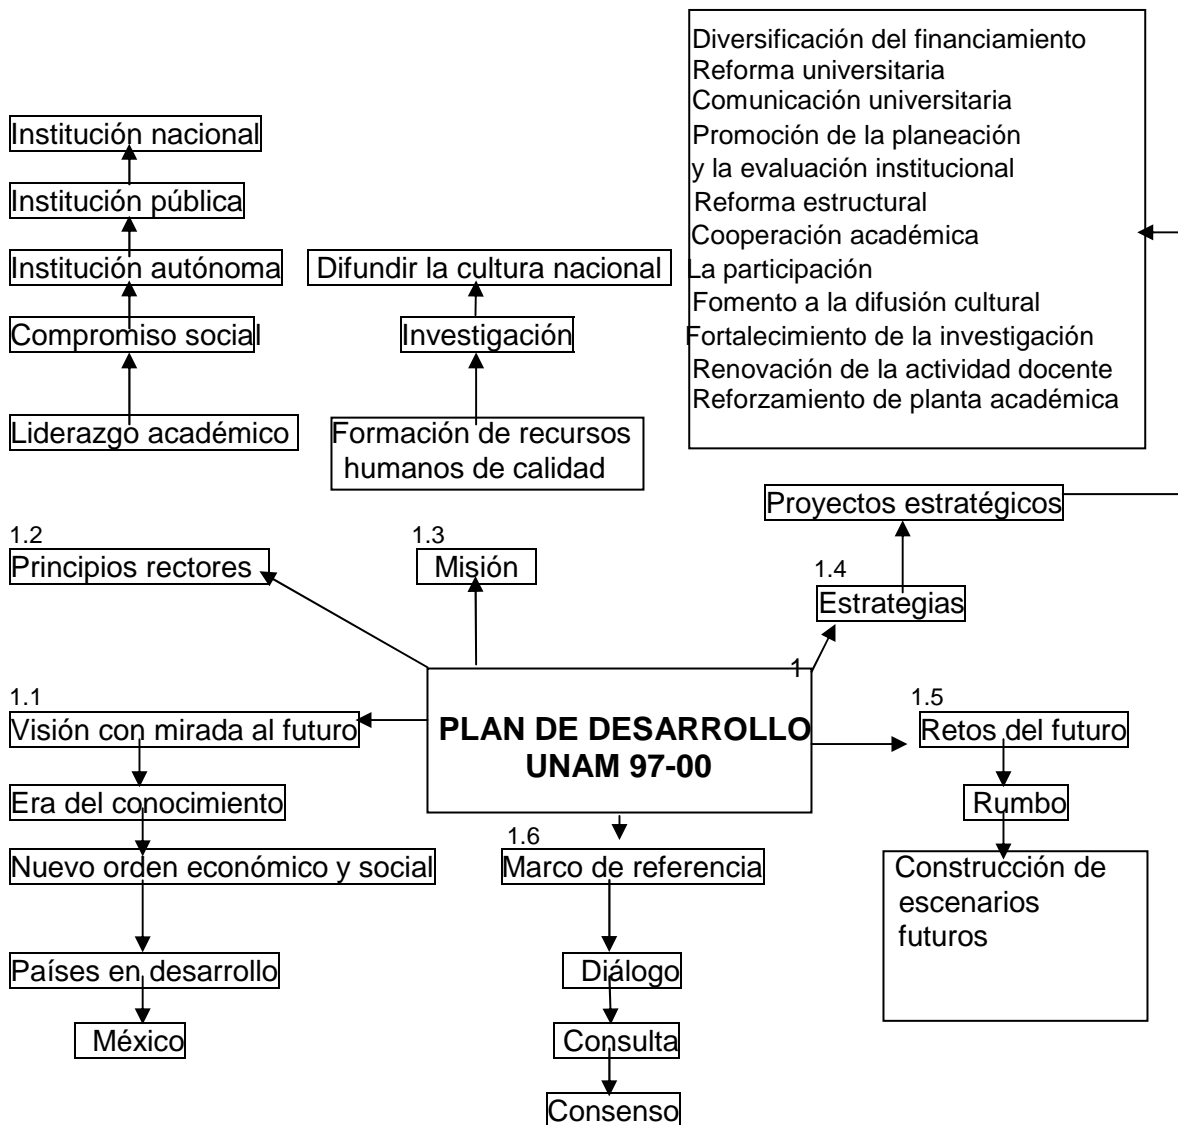 Diversificación del financiamiento
Reforma universitaria
Comunicación universitaria
Promoción de la planeación
y la evaluación institucional
Reforma estructural
Cooperación académica
La participación
Fomento a la difusión cultural
Fortalecimiento de la investigación
Renovación de la actividad docente
Reforzamiento de planta académica
Institución nacional
Institución pública
Institución autónoma
Compromiso social
Liderazgo académico
Difundir la cultura nacional
Investigación
Formación de recursos
humanos de calidad
Proyectos estratégicos
1.2
Principios rectores
1.3
Misión
1.4
Estrategias
1
PLAN DE DESARROLLO
UNAM 97-00
1.1
Visión con mirada al futuro
Era del conocimiento
Nuevo orden económico y social
Países en desarrollo
México
1.6
Marco de referencia
Diálogo
Consulta
Consenso
1.5
Retos del futuro
Rumbo
Construcción de
escenarios
futuros